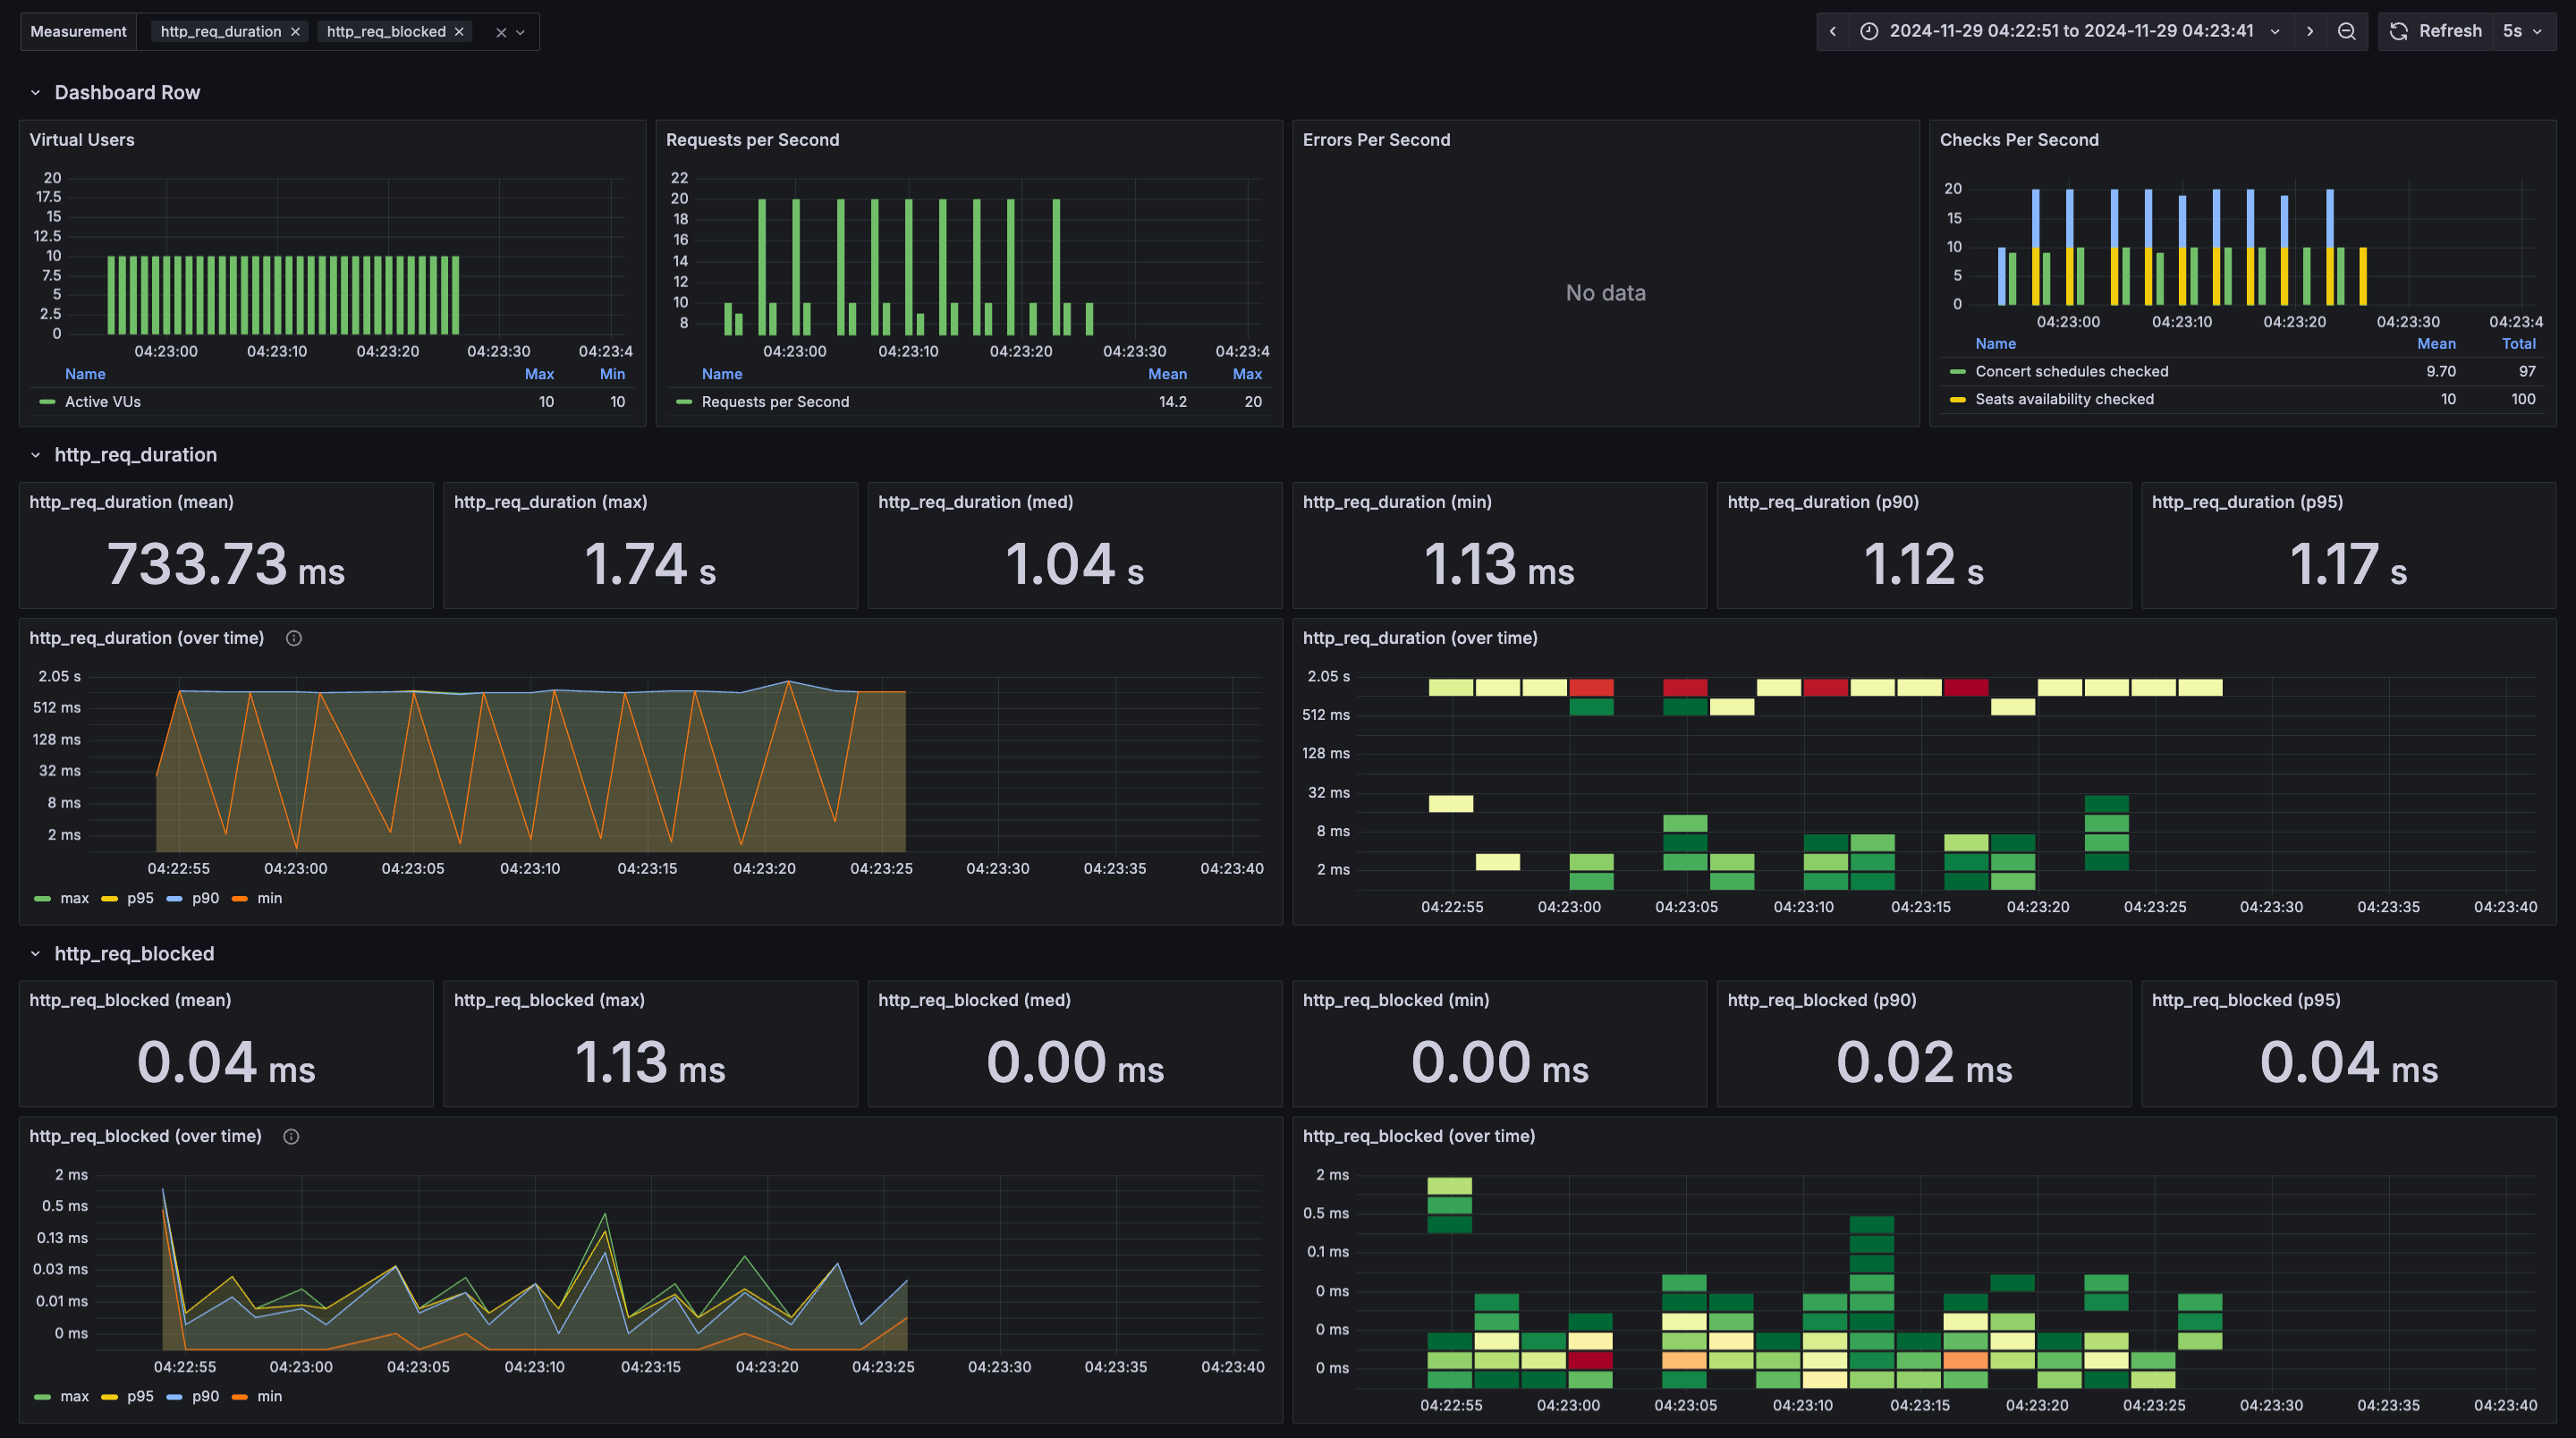 Measurement http_req_duration × http_req_blocked ×
2024-11-29 04:22:51 to 2024-11-29 04:23:41 Refresh 5s
Dashboard Row
Virtual Users
20
17.5
15
12.5
10
7.5
5
2.5
0
04:23:00 04:23:10 04:23:20 04:23:30 04:23:4
Name Max Min
Active VUs 10 10
Requests per Second
22
20
18
16
14
12
10
8
04:23:00 04:23:10 04:23:20 04:23:30 04:23:4
Name Mean Max
Requests per Second 14.2 20
Errors Per Second
No data
Checks Per Second
20
15
10
5
0
04:23:00 04:23:10 04:23:20 04:23:30 04:23:4
Name Mean Total
Concert schedules checked 9.70 97
Seats availability checked 10 100
http_req_duration
http_req_duration (mean)
733.73 ms
http_req_duration (max)
1.74 s
http_req_duration (med)
1.04 s
http_req_duration (min)
1.13 ms
http_req_duration (p90)
1.12 s
http_req_duration (p95)
1.17 s
http_req_duration (over time)
2.05 s
512 ms
128 ms
32 ms
8 ms
2 ms
04:22:55 04:23:00 04:23:05 04:23:10 04:23:15 04:23:20 04:23:25 04:23:30 04:23:35 04:23:40
max p95 p90 min
http_req_duration (over time)
2.05 s
512 ms
128 ms
32 ms
8 ms
2 ms
04:22:55 04:23:00 04:23:05 04:23:10 04:23:15 04:23:20 04:23:25 04:23:30 04:23:35 04:23:40
http_req_blocked
http_req_blocked (mean)
0.04 ms
http_req_blocked (max)
1.13 ms
http_req_blocked (med)
0.00 ms
http_req_blocked (min)
0.00 ms
http_req_blocked (p90)
0.02 ms
http_req_blocked (p95)
0.04 ms
http_req_blocked (over time)
2 ms
0.5 ms
0.13 ms
0.03 ms
0.01 ms
0 ms
04:22:55 04:23:00 04:23:05 04:23:10 04:23:15 04:23:20 04:23:25 04:23:30 04:23:35 04:23:40
max p95 p90 min
http_req_blocked (over time)
2 ms
0.5 ms
0.1 ms
0 ms
0 ms
0 ms
04:22:55 04:23:00 04:23:05 04:23:10 04:23:15 04:23:20 04:23:25 04:23:30 04:23:35 04:23:40